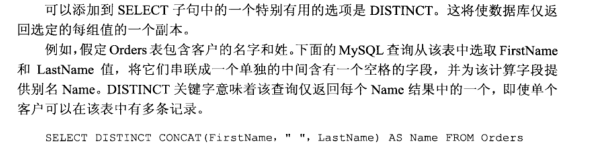 可以添加到 SELECT 子句中的一个特别有用的选项是 DISTINCT。这将使数据库仅返
回选定的每组值的一个副本。
例如，假定 Orders 表包含客户的名字和姓。下面的 MySQL 查询从该表中选取 FirstName
和 LastName 值，将它们串联成一个单独的中间含有一个空格的字段，并为该计算字段提
供别名 Name。DISTINCT 关键字意味着该查询仅返回每个 Name 结果中的一个，即使单个
客户可以在该表中有多条记录。
SELECT DISTINCT CONCAT(FirstName, " ", LastName) AS Name FROM Orders